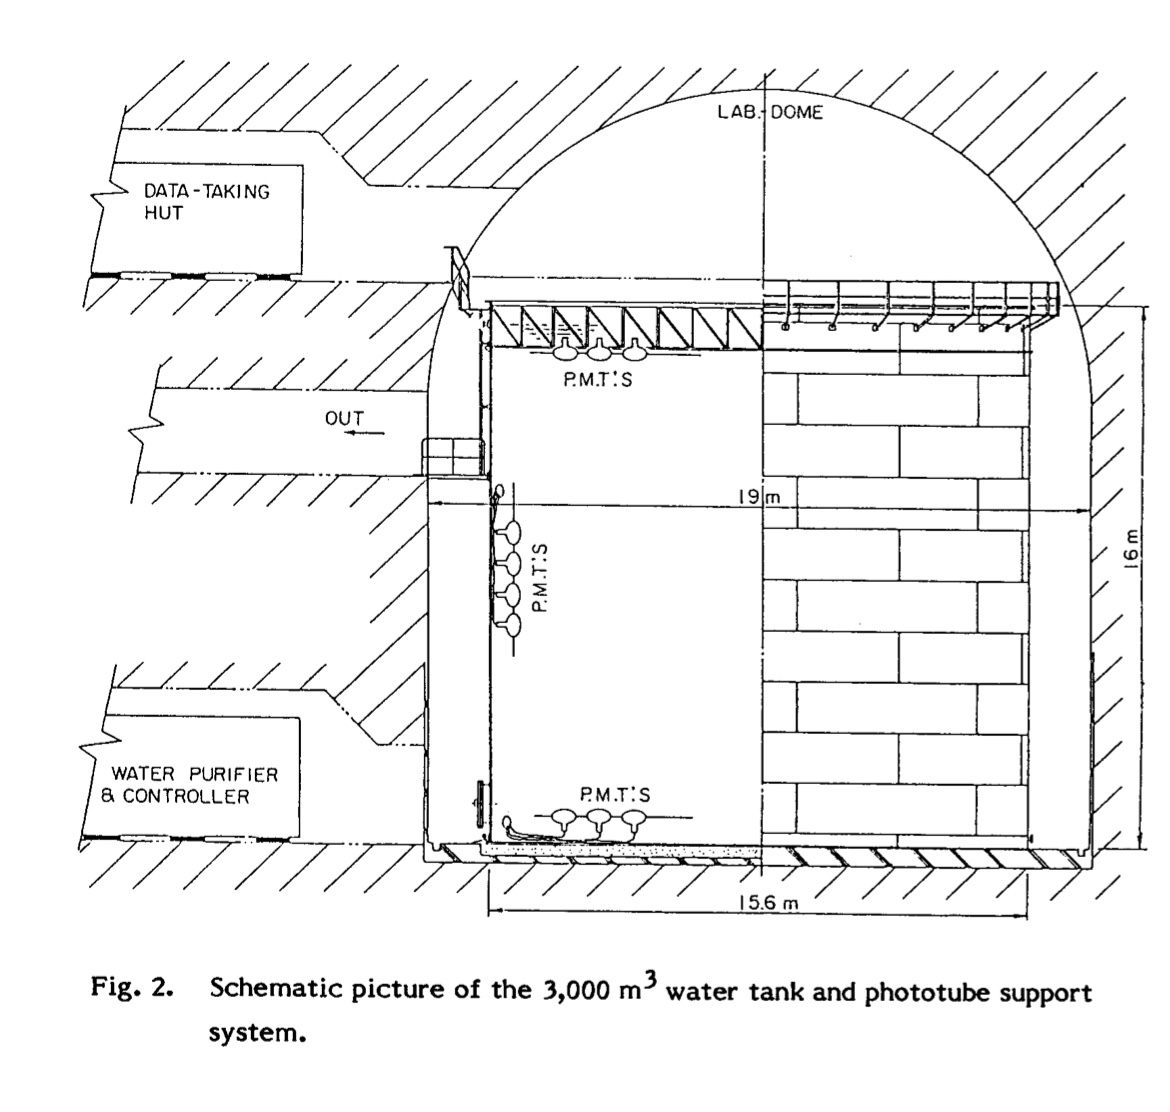 LAB.-DOME
DATA-TAKING
HUT
P.M.T.'S
OUT
19 m
P.M.T.'S
16 m
WATER PURIFIER
& CONTROLLER
P.M.T.'S
15.6 m
Fig. 2. Schematic picture of the 3,000 m³ water tank and phototube support
system.